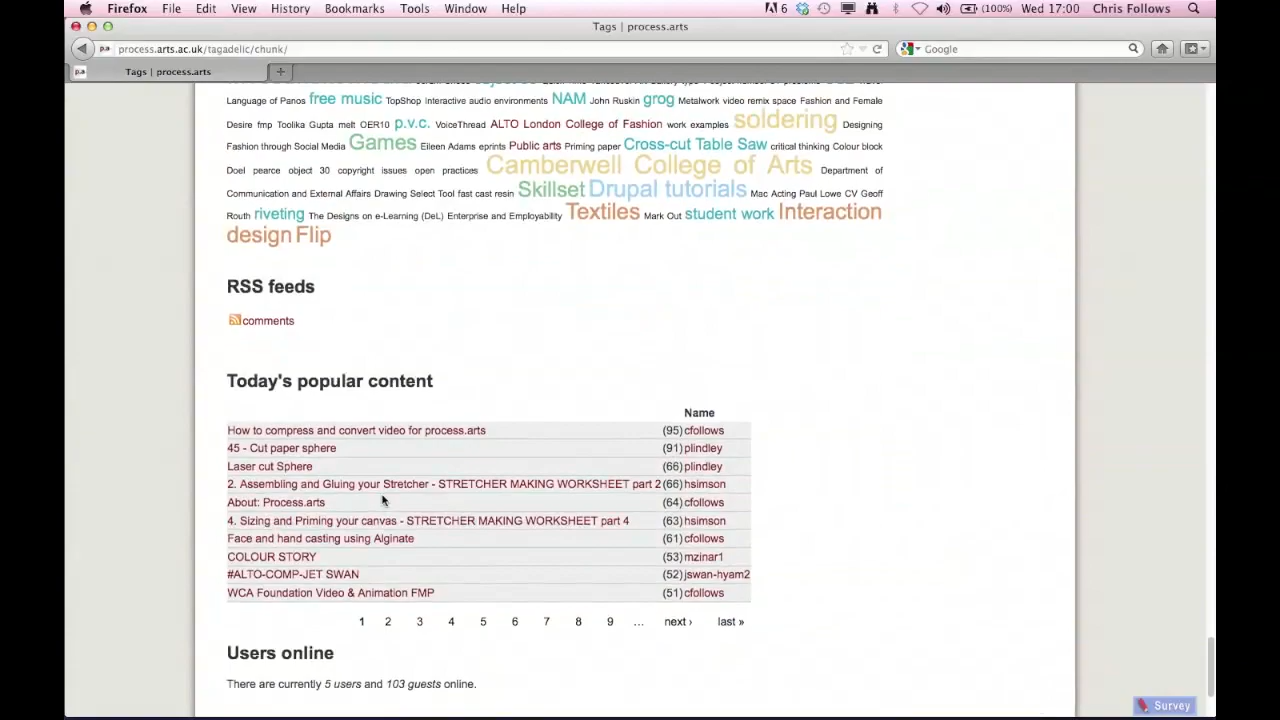 Firefox File Edit View History Bookmarks Tools Window Help 6 (100%) Wed 17:00 Chris Follows
Tags | process.arts
process.arts.ac.uk/tagadelic/chunk/ Google
Tags | process.arts
Language of Panos free music TopShop Interactive audio environments NAM John Ruskin grog Metalwork video remix space Fashion and Female
Desire fmp Toolika Gupta melt OER10 p.v.c. VoiceThread ALTO London College of Fashion work examples soldering Designing
Fashion through Social Media Games Eileen Adams eprints Public arts Priming paper Cross-cut Table Saw critical thinking Colour block
Doel pearce object 30 copyright issues open practices Camberwell College of Arts Department of
Communication and External Affairs Drawing Select Tool fast cast resin Skillset Drupal tutorials Mac Acting Paul Lowe CV Geoff
Routh riveting The Designs on e-Learning (DeL) Enterprise and Employability Textiles Mark Out student work Interaction
design Flip
RSS feeds
comments
Today's popular content
Name
How to compress and convert video for process.arts (95) cfollows
45 - Cut paper sphere (91) plindley
Laser cut Sphere (66) plindley
2. Assembling and Gluing your Stretcher - STRETCHER MAKING WORKSHEET part 2 (66) hsimson
About: Process.arts (64) cfollows
4. Sizing and Priming your canvas - STRETCHER MAKING WORKSHEET part 4 (63) hsimson
Face and hand casting using Alginate (61) cfollows
COLOUR STORY (53) mzinar1
#ALTO-COMP-JET SWAN (52) jswan-hyam2
WCA Foundation Video & Animation FMP (51) cfollows
1 2 3 4 5 6 7 8 9 … next › last »
Users online
There are currently 5 users and 103 guests online.
Survey